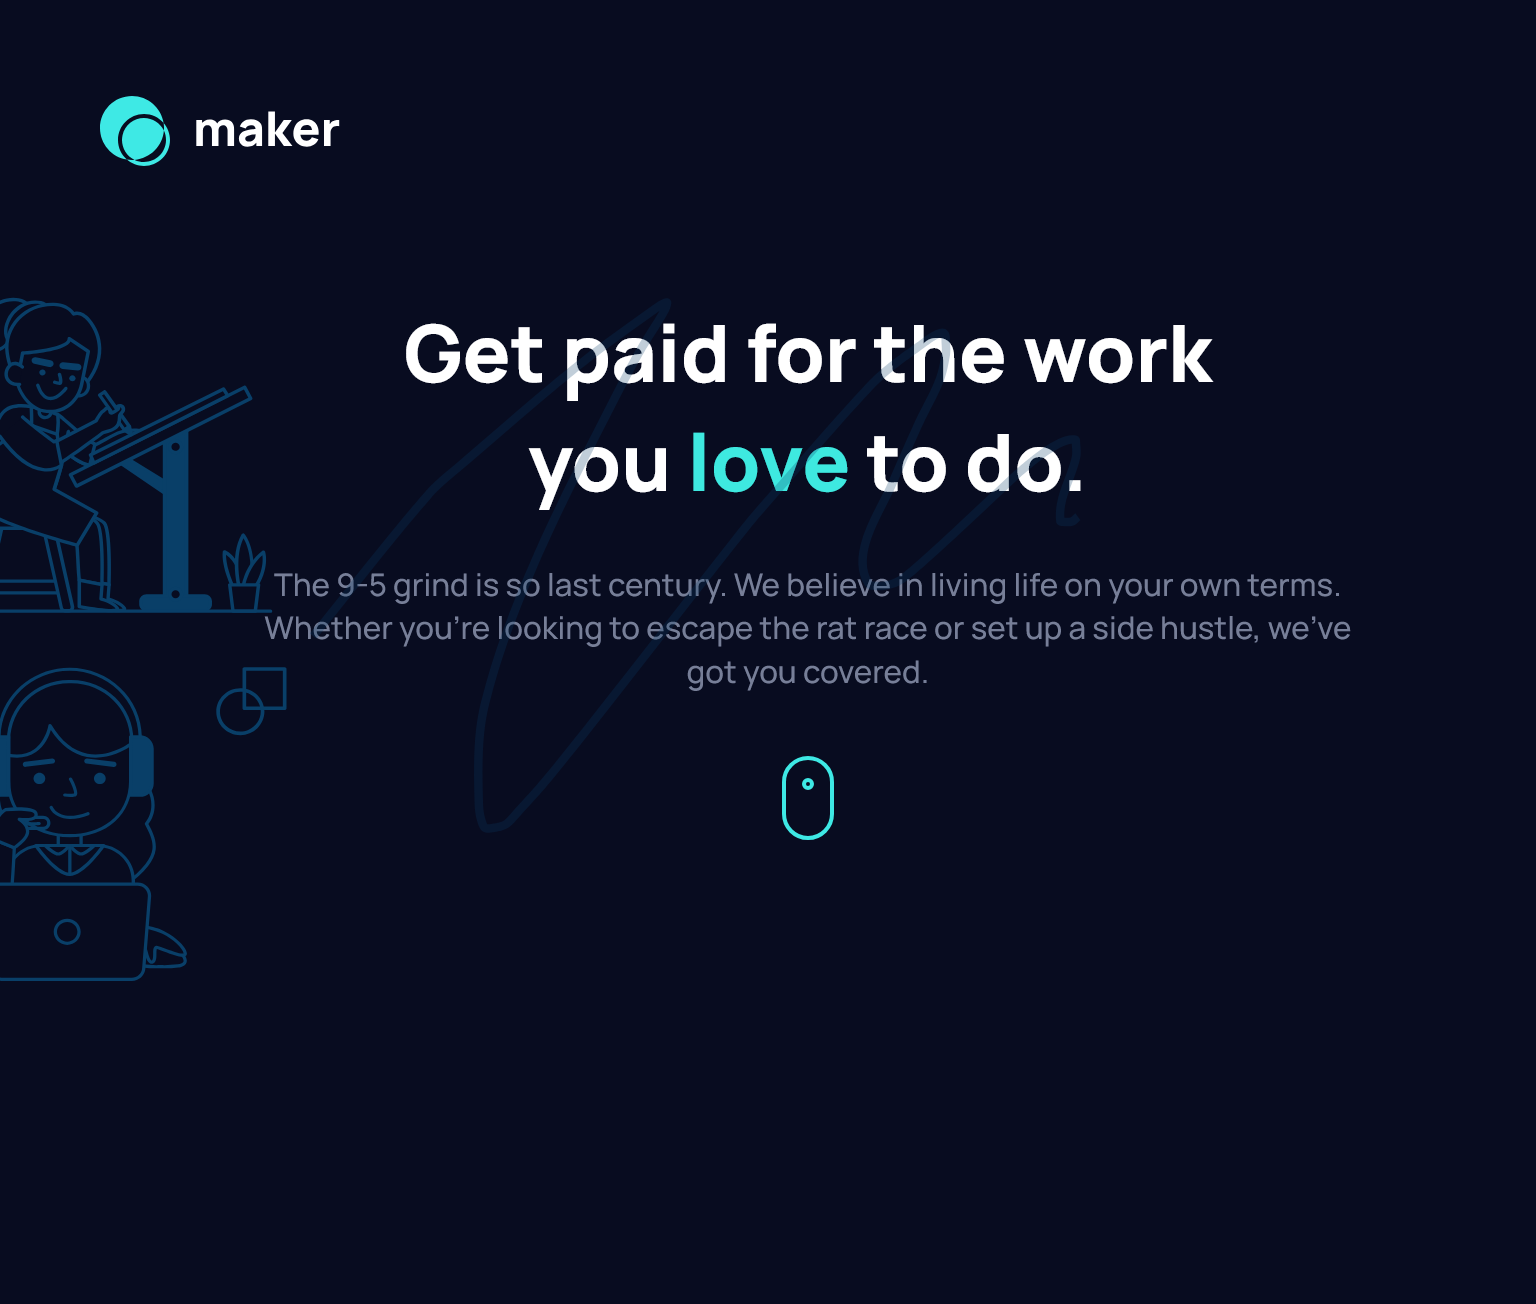 maker
Get paid for the work
you love to do.
The 9-5 grind is so last century. We believe in living life on your own terms.
Whether you’re looking to escape the rat race or set up a side hustle, we’ve
got you covered.